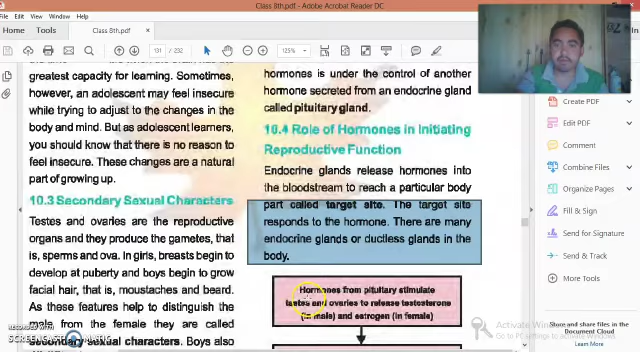 Class 8th.pdf - Adobe Acrobat Reader DC
File Edit View Window Help
Home Tools
Class 8th.pdf
131 / 232
125%
greatest capacity for learning. Sometimes,
however, an adolescent may feel insecure
while trying to adjust to the changes in the
body and mind. But as adolescent learners,
you should know that there is no reason to
feel insecure. These changes are a natural
part of growing up.
10.3 Secondary Sexual Characters
Testes and ovaries are the reproductive
organs and they produce the gametes, that
is, sperms and ova. In girls, breasts begin to
develop at puberty and boys begin to grow
facial hair, that is, moustaches and beard.
As these features help to distinguish the
male from the female they are called
secondary sexual characters. Boys also
hormones is under the control of another
hormone secreted from an endocrine gland
called pituitary gland.
10.4 Role of Hormones in Initiating
Reproductive Function
Endocrine glands release hormones into
the bloodstream to reach a particular body
part called target site. The target site
responds to the hormone. There are many
endocrine glands or ductless glands in the
body.
Hormones from pituitary stimulate
testes and ovaries to release testosterone
(in male) and estrogen (in female)
Create PDF
Edit PDF
Comment
Combine Files
Organize Pages
Fill & Sign
Send for Signature
Send & Track
More Tools
Store and share files in the
Document Cloud
Activate Windows
RECORDED WITH
SCREENCAST-O-MATIC